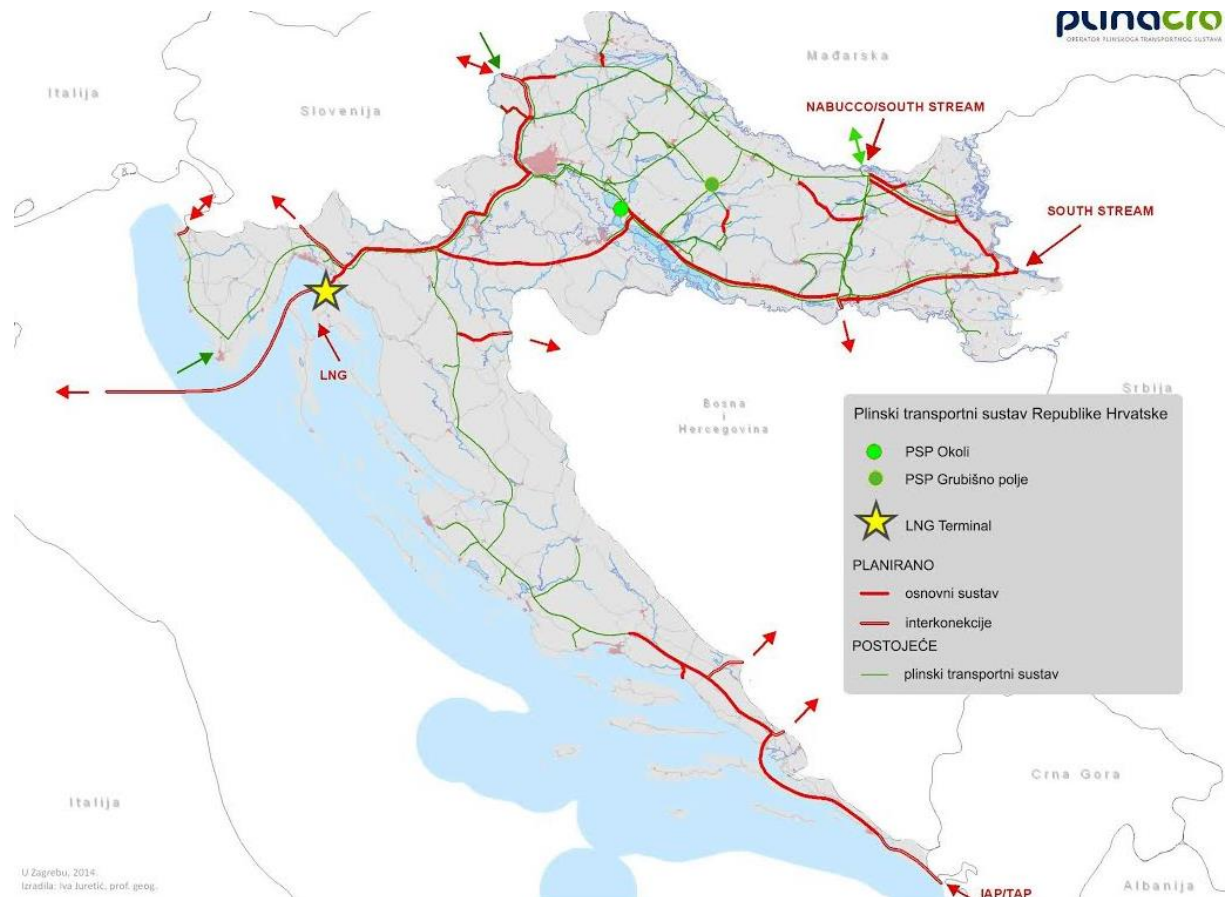 plinacro
OPERATOR PLINSKOGA TRANSPORTNOG SUSTAVA
Mađarska
Italija
Slovenija
NABUCCO/SOUTH STREAM
SOUTH STREAM
LNG
Srbija
Bosna
i
Hercegovina
Plinski transportni sustav Republike Hrvatske
PSP Okoli
PSP Grubišno polje
LNG Terminal
PLANIRANO
osnovni sustav
interkonekcije
POSTOJEĆE
plinski transportni sustav
Crna Gora
Italija
U Zagrebu, 2014.
Izradila: Iva Juretić, prof. geog.
IAP/TAP
Albanija